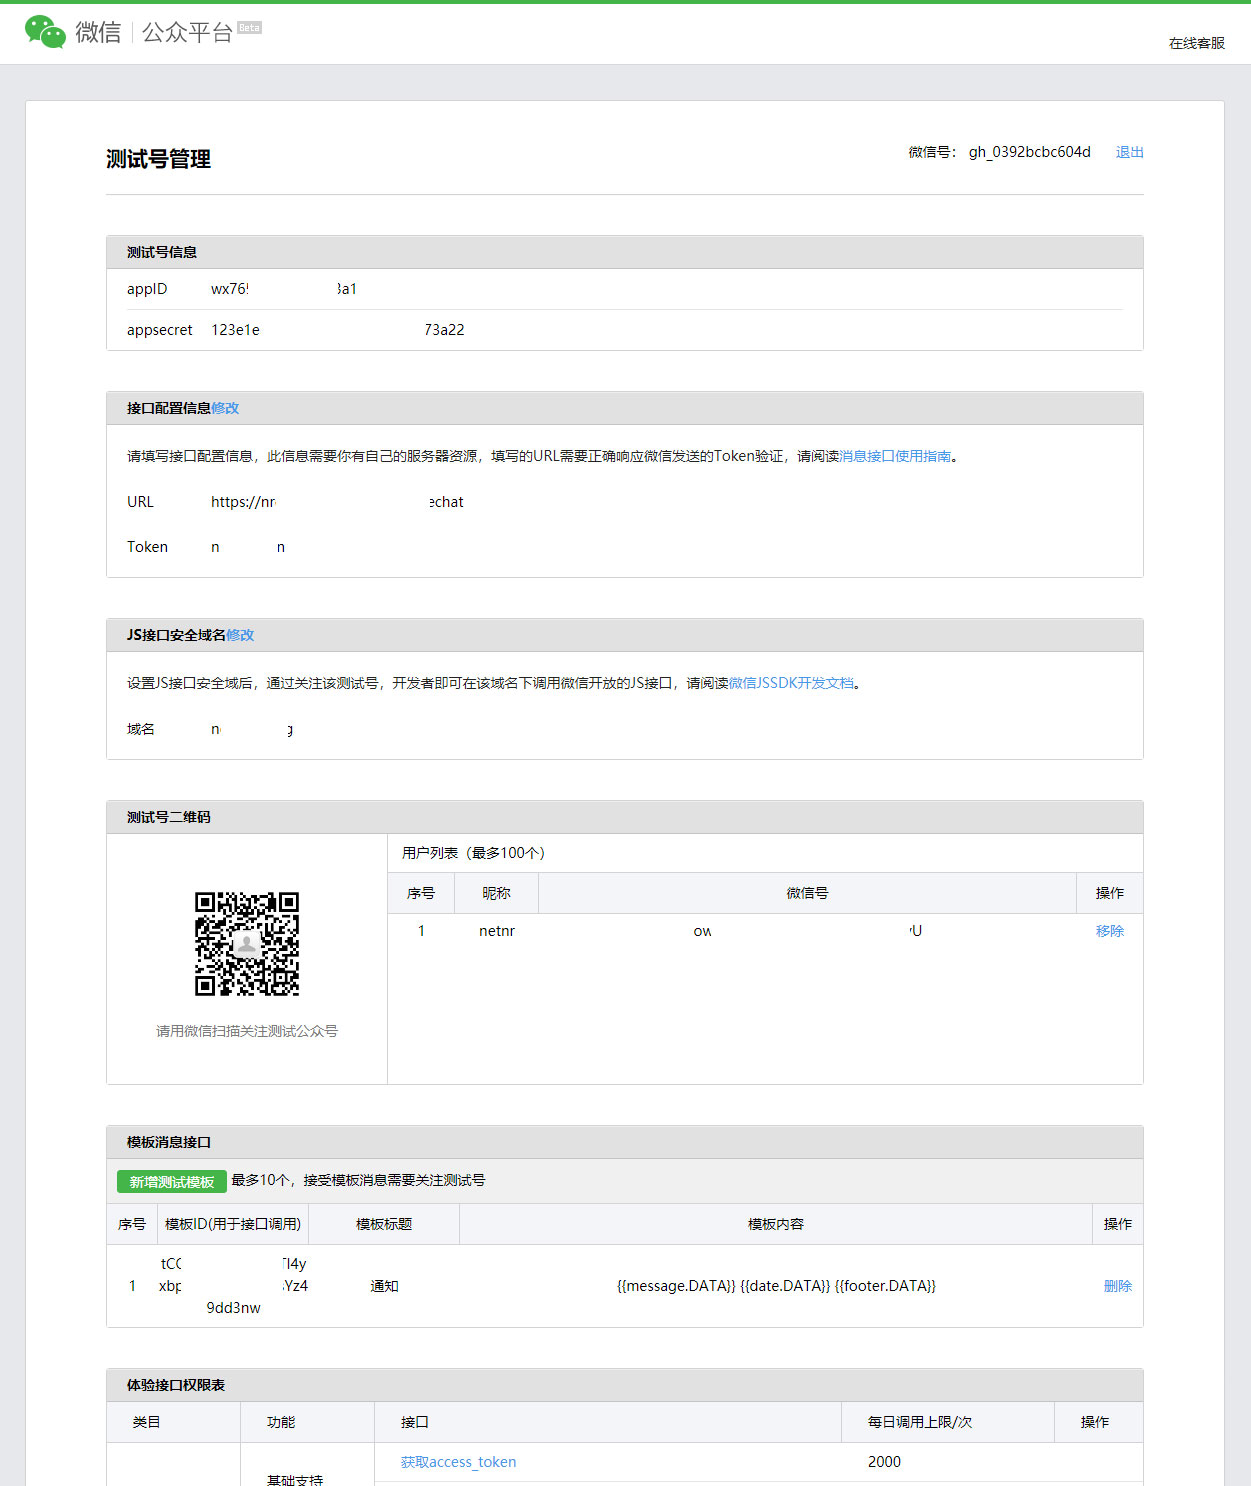 微信 | 公众平台 Beta
在线客服
测试号管理
微信号： gh_0392bcbc604d 退出
测试号信息
appID wx76 3a1
appsecret 123e1e 73a22
接口配置信息修改
请填写接口配置信息，此信息需要你有自己的服务器资源，填写的URL需要正确响应微信发送的Token验证，请阅读消息接口使用指南。
URL https://nr echat
Token n n
JS接口安全域名修改
设置JS接口安全域后，通过关注该测试号，开发者即可在该域名下调用微信开放的JS接口，请阅读微信JSSDK开发文档。
域名 n g
测试号二维码
用户列表（最多100个）
序号 昵称 微信号 操作
1 netnr ow U 移除
请用微信扫描关注测试公众号
模板消息接口
新增测试模板 最多10个，接受模板消息需要关注测试号
序号 模板ID(用于接口调用) 模板标题 模板内容 操作
tC TI4y
1 xbp Yz4 通知 {{message.DATA}} {{date.DATA}} {{footer.DATA}} 删除
9dd3nw
体验接口权限表
类目 功能 接口 每日调用上限/次 操作
获取access_token 2000
基础支持